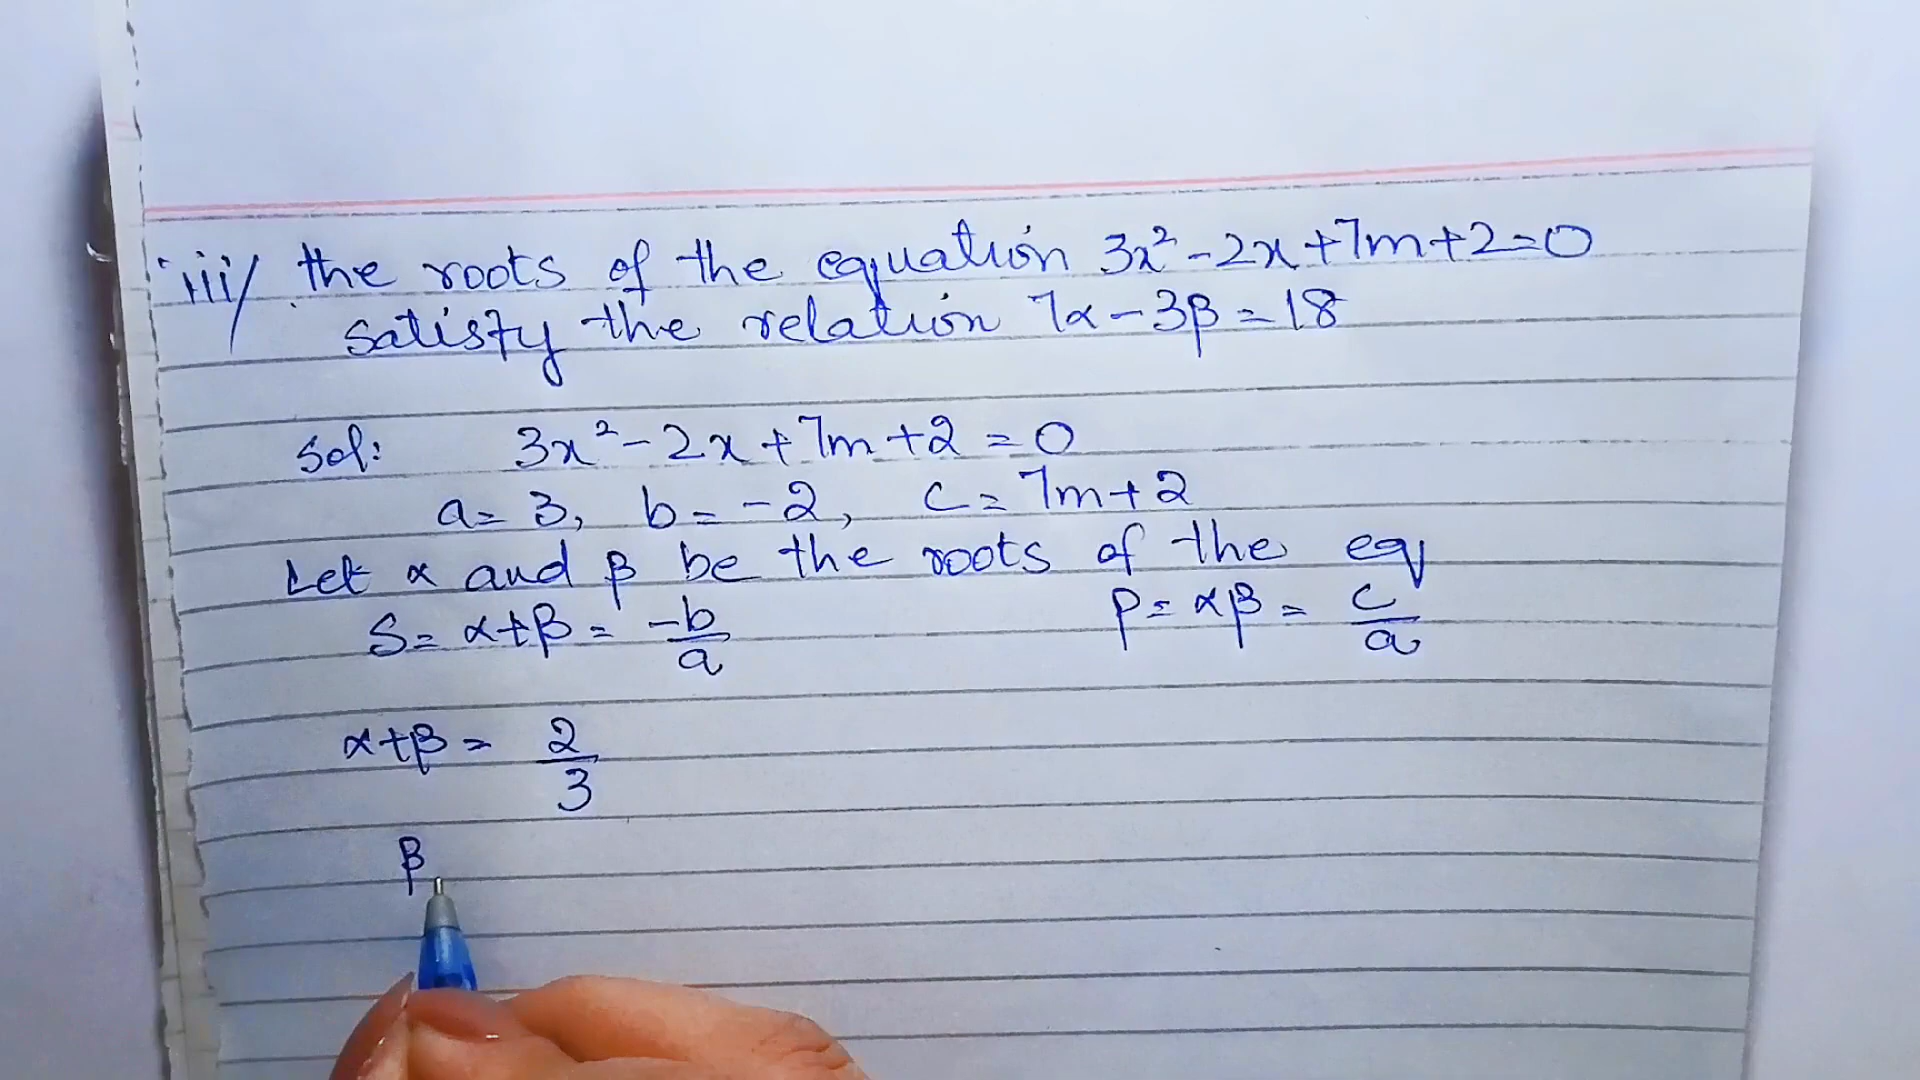 iii/ the roots of the equation 3x² - 2x + 7m + 2 = 0
satisfy the relation 7α - 3β = 18
Sol: 3x² - 2x + 7m + 2 = 0
a = 3, b = -2, c = 7m + 2
Let α and β be the roots of the eq
S = α + β = -b/a P = αβ = c/a
α + β = 2/3
β